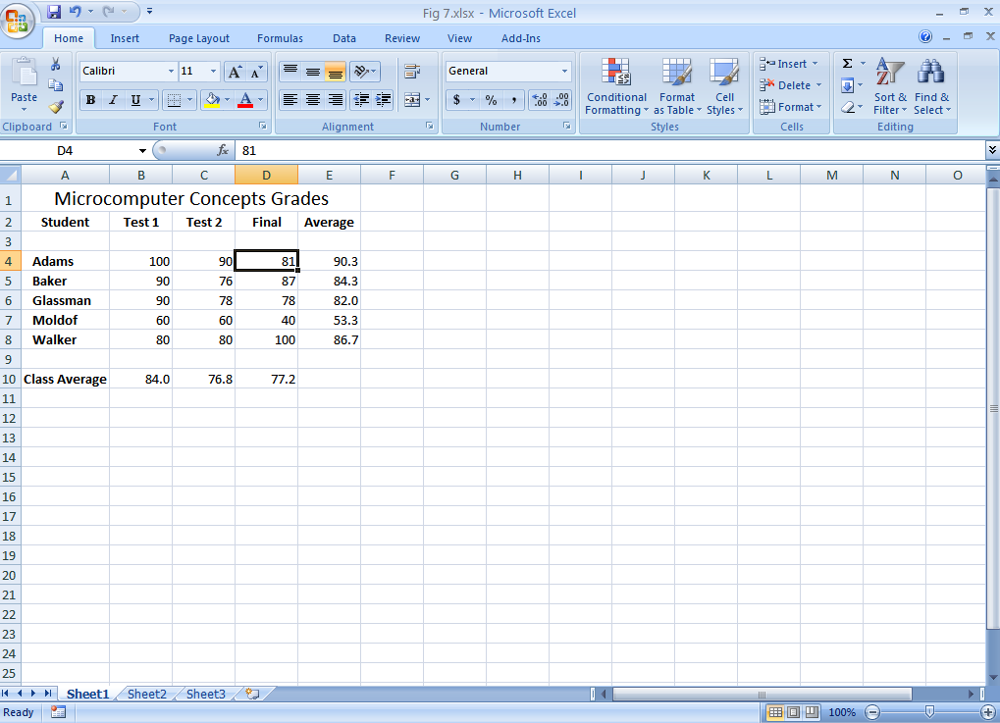 Fig 7.xlsx - Microsoft Excel
Home Insert Page Layout Formulas Data Review View Add-Ins
Paste Calibri 11 A A General Conditional Formatting Format as Table Cell Styles Insert Delete Format Σ Sort & Filter Find & Select
B I U A $ % , .00 .00
Clipboard Font Alignment Number Styles Cells Editing
D4 fx 81
A B C D E F G H I J K L M N O
1 Microcomputer Concepts Grades
2 Student Test 1 Test 2 Final Average
3
4 Adams 100 90 81 90.3
5 Baker 90 76 87 84.3
6 Glassman 90 78 78 82.0
7 Moldof 60 60 40 53.3
8 Walker 80 80 100 86.7
9
10 Class Average 84.0 76.8 77.2
11
12
13
14
15
16
17
18
19
20
21
22
23
24
25
Sheet1 Sheet2 Sheet3
Ready 100%